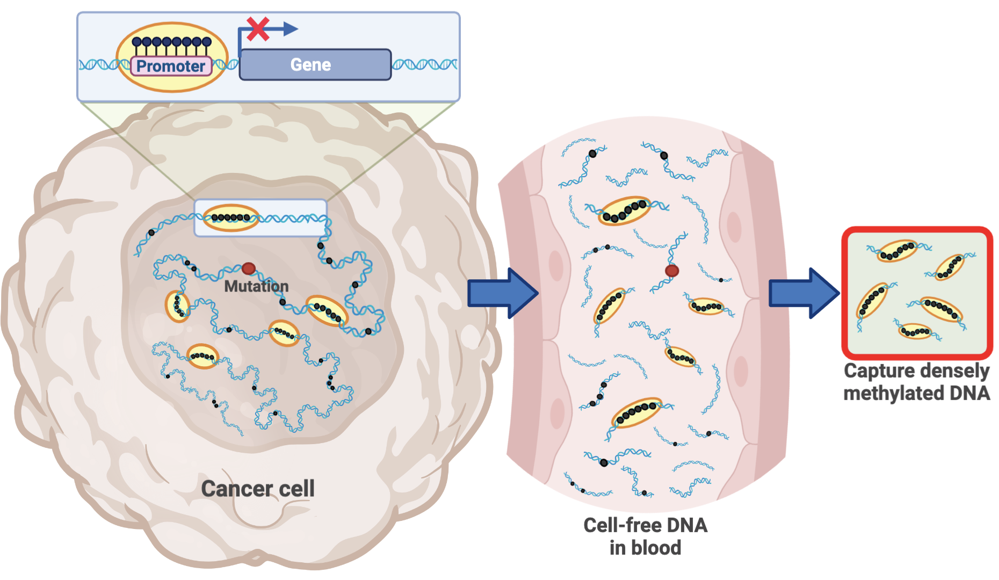 Promoter
Gene
Mutation
Cancer cell
Cell-free DNA
in blood
Capture densely
methylated DNA